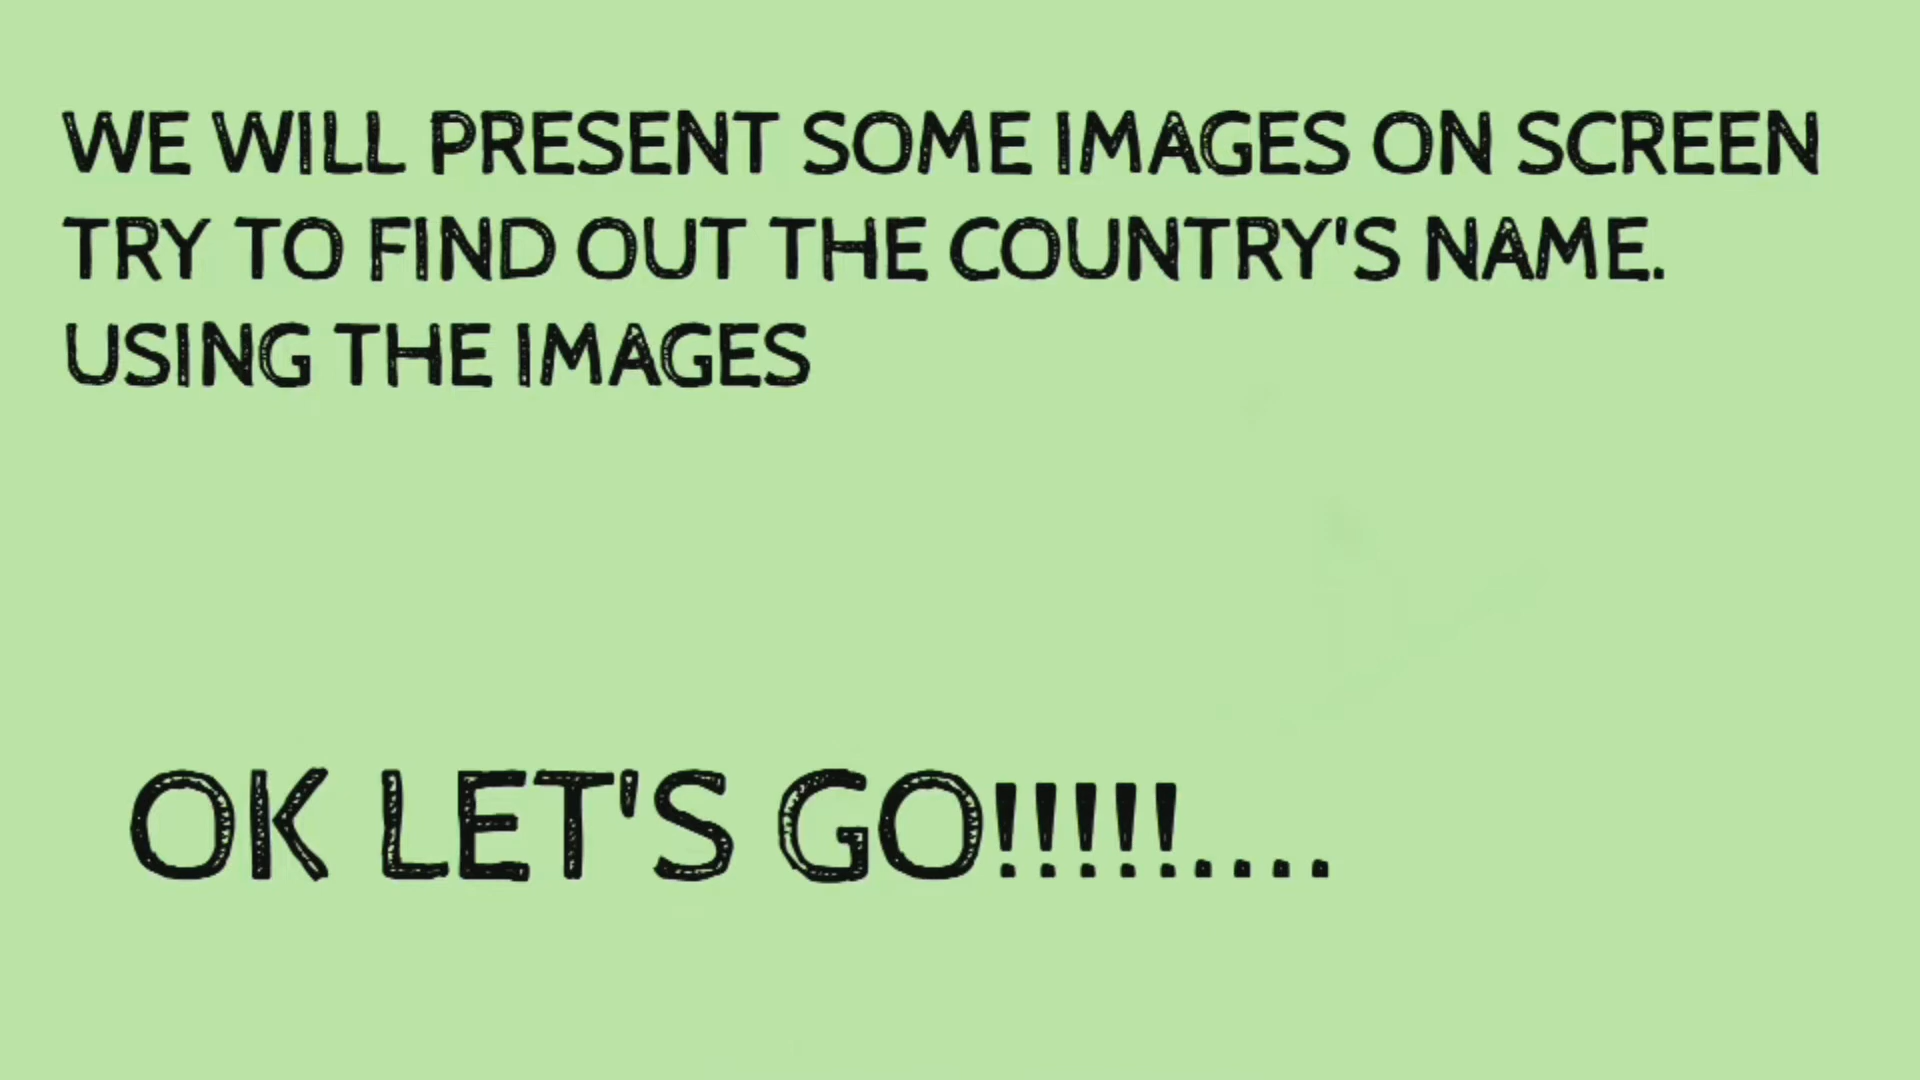 WE WILL PRESENT SOME IMAGES ON SCREEN
TRY TO FIND OUT THE COUNTRY'S NAME.
USING THE IMAGES
OK LET'S GO!!!!!....